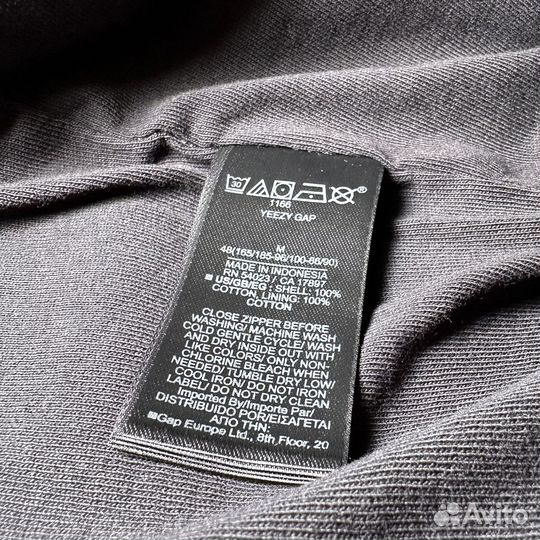 30
1166
YEEZY GAP
M
48(165/185-96/100-86/90)
MADE IN INDONESIA
RN 54023 / CA 17897
■US/GB/EG : SHELL: 100%
COTTON, LINING: 100%
COTTON
CLOSE ZIPPER BEFORE
WASHING/ MACHINE WASH
COLD GENTLE CYCLE/ WASH
AND DRY INSIDE OUT WITH
LIKE COLORS/ ONLY NON-
CHLORINE BLEACH WHEN
NEEDED/ TUMBLE DRY LOW/
COOL IRON/ DO NOT IRON
LABEL/ DO NOT DRY CLEAN
Imported By/Importe Par/
DISTRIBUIDO POR/ΕΙΣΑΓΕΤΑΙ
ΑΠΟ ΤΗΝ:
■Gap Europe Ltd., 8th Floor, 20
Avito